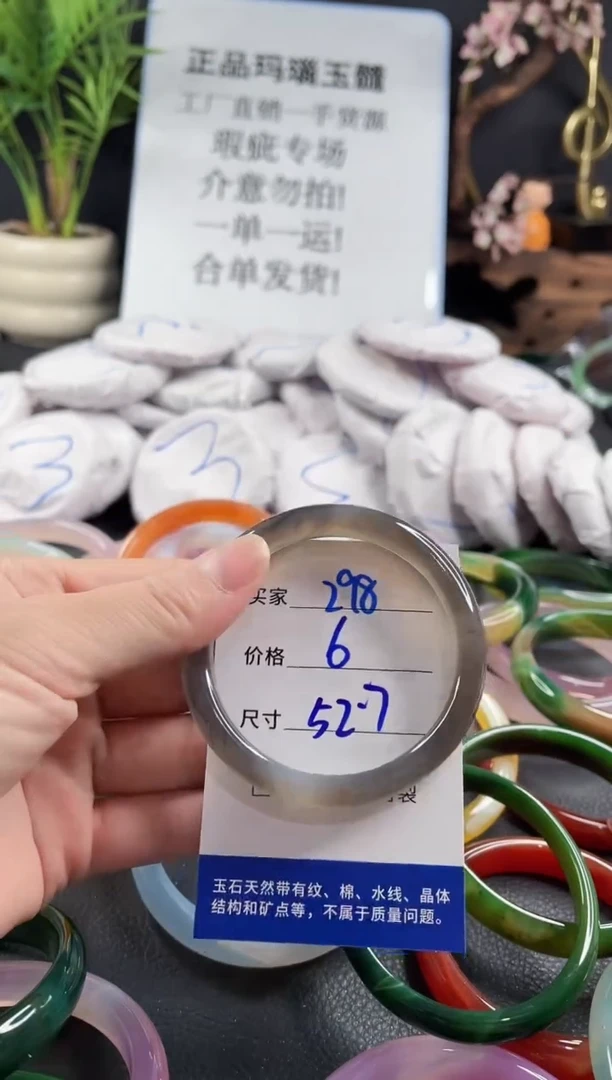 正品玛瑙玉髓
工厂直销一手货源
瑕疵专场
介意勿拍!
一单一运!
合单发货!
3
3
买家 298
价格 6
尺寸 52.7
裂
玉石天然带有纹、棉、水线、晶体
结构和矿点等，不属于质量问题。